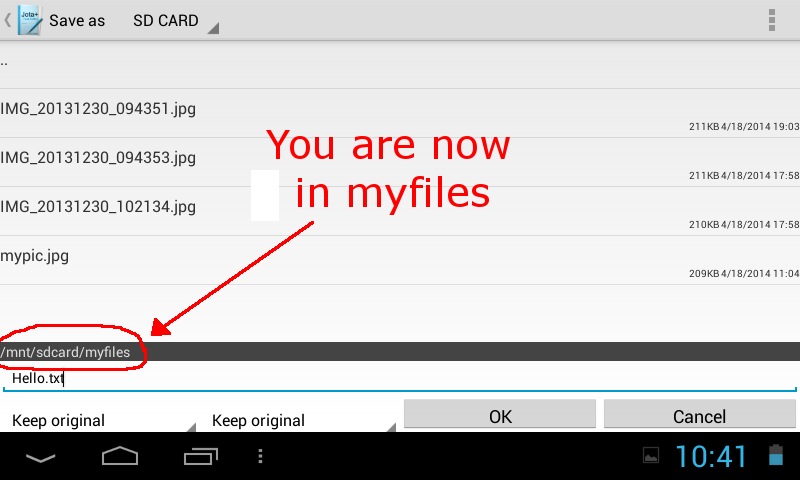 Jota+ Save as SD CARD
..
IMG_20131230_094351.jpg
211KB 4/18/2014 19:03
IMG_20131230_094353.jpg
211KB 4/18/2014 17:58
IMG_20131230_102134.jpg
210KB 4/18/2014 17:58
mypic.jpg
209KB 4/18/2014 11:04
You are now
in myfiles
/mnt/sdcard/myfiles
Hello.txt
Keep original Keep original OK Cancel
10:41